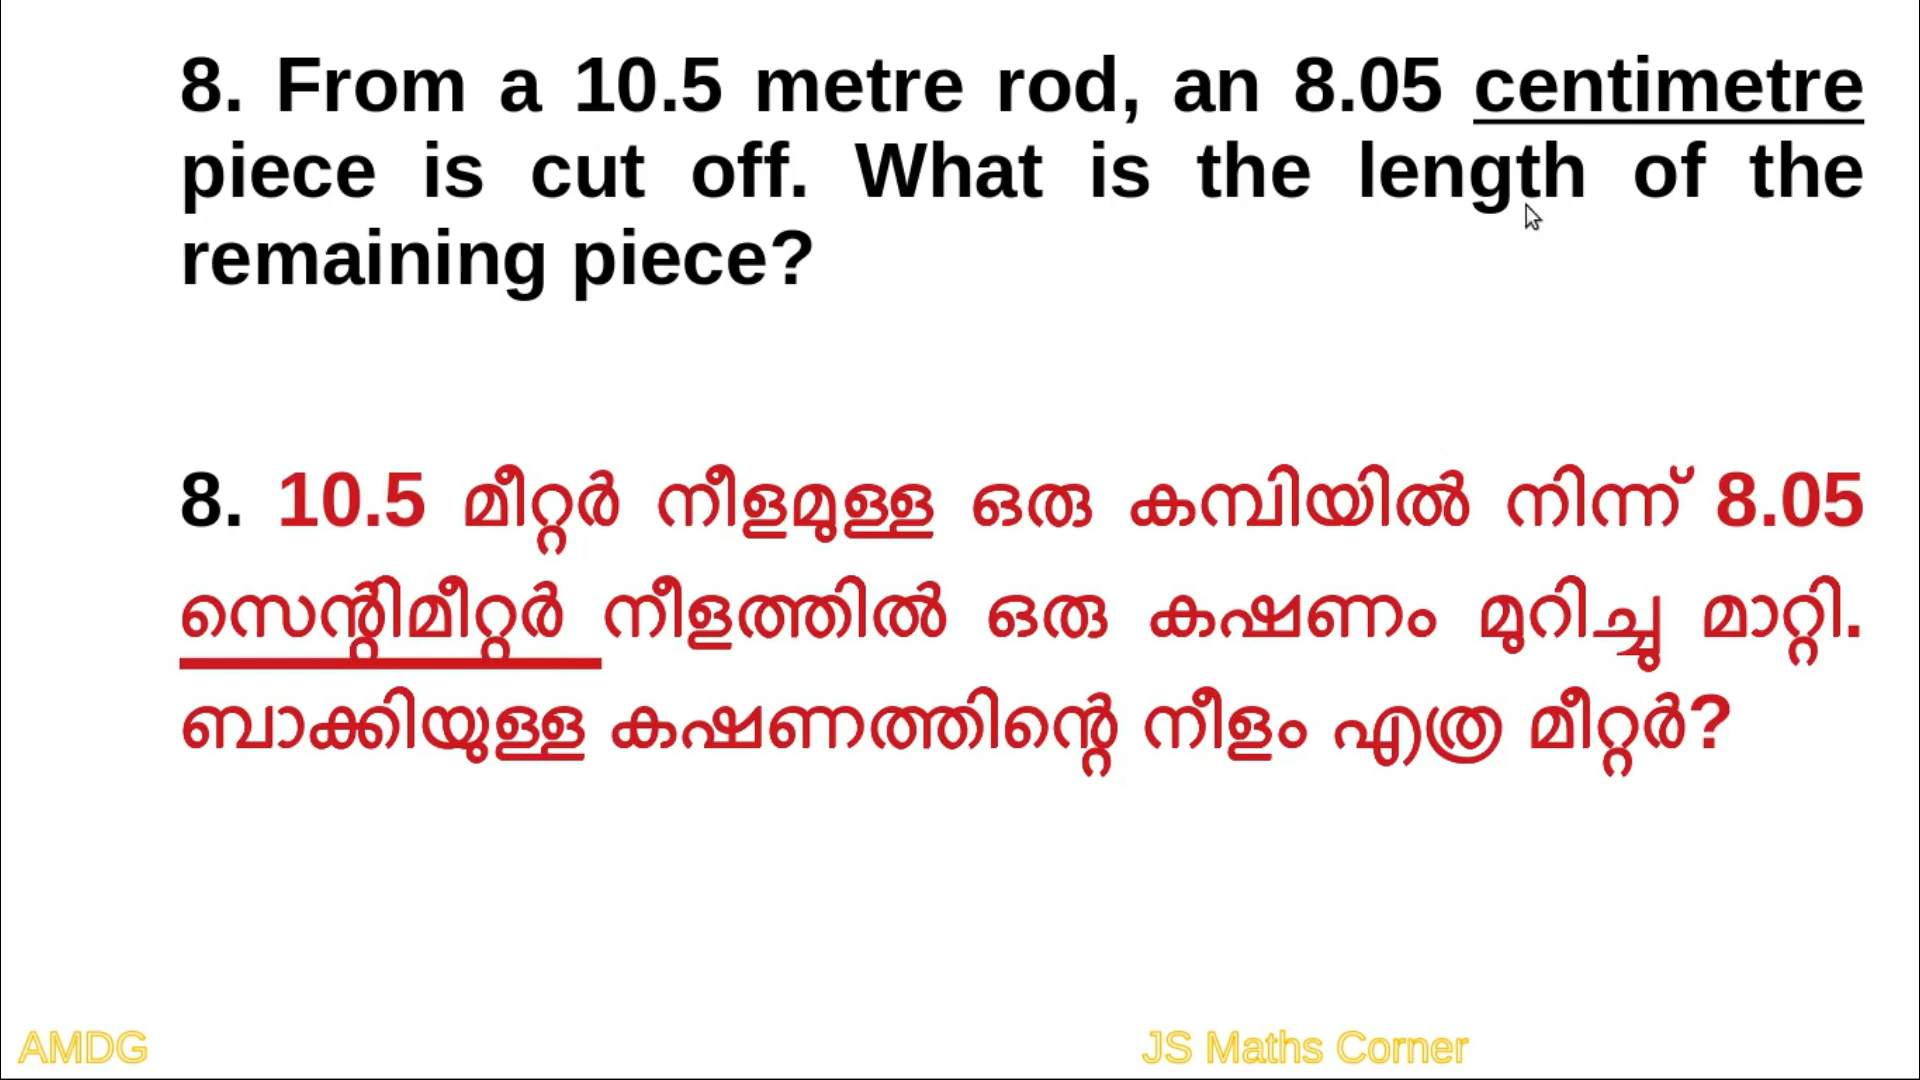 8. From a 10.5 metre rod, an 8.05 centimetre
piece is cut off. What is the length of the
remaining piece?
8. 10.5 മീറ്റർ നീളമുള്ള ഒരു കമ്പിയിൽ നിന്ന് 8.05
സെന്റിമീറ്റർ നീളത്തിൽ ഒരു കഷണം മുറിച്ചു മാറ്റി.
ബാക്കിയുള്ള കഷണത്തിന്റെ നീളം എത്ര മീറ്റർ?
AMDG
JS Maths Corner